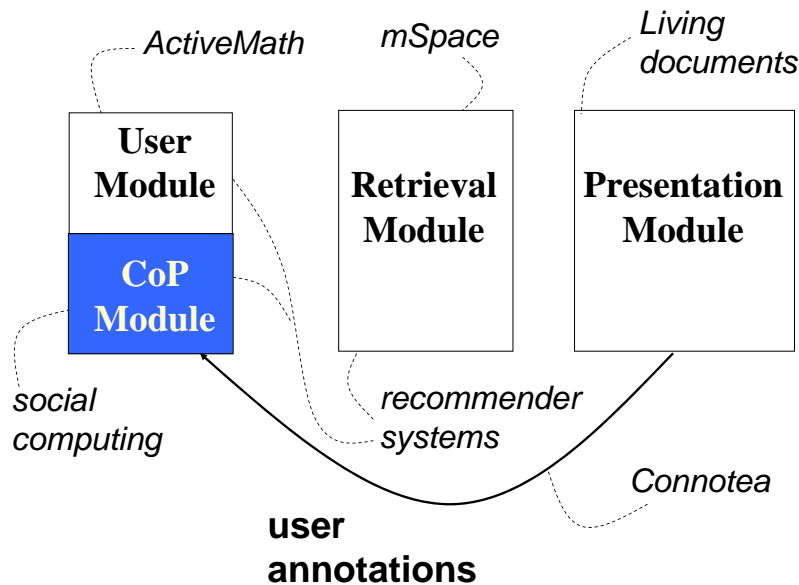 ActiveMath
mSpace
Living
documents
User
Module
Retrieval
Module
Presentation
Module
CoP
Module
social
computing
recommender
systems
Connotea
user
annotations